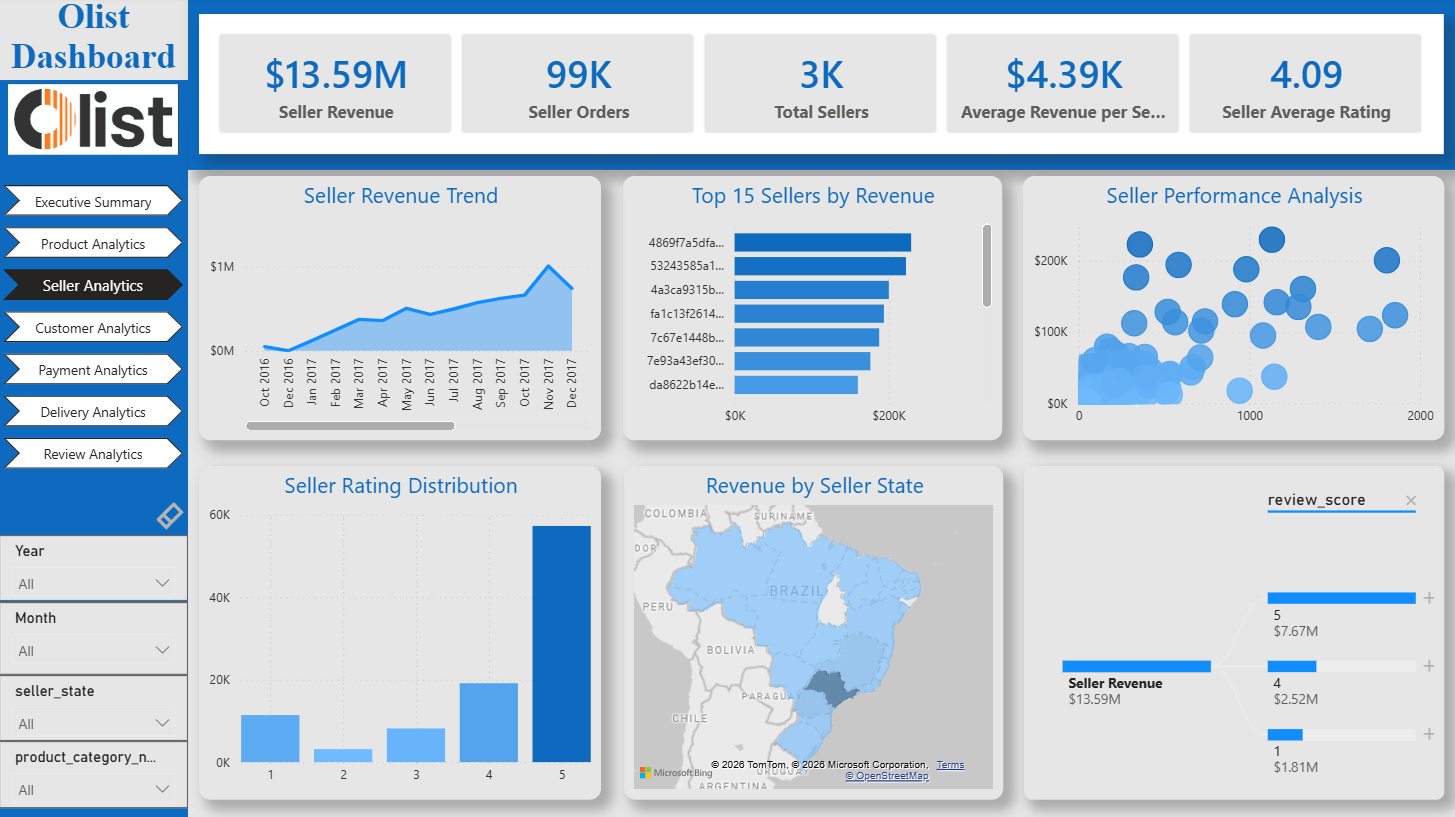 Olist
Dashboard
Olist
Executive Summary
Product Analytics
Seller Analytics
Customer Analytics
Payment Analytics
Delivery Analytics
Review Analytics
Year
All
Month
All
seller_state
All
product_category_n...
All
$13.59M
Seller Revenue
99K
Seller Orders
3K
Total Sellers
$4.39K
Average Revenue per Se...
4.09
Seller Average Rating
Seller Revenue Trend
$1M
$0M
Oct 2016
Dec 2016
Jan 2017
Feb 2017
Mar 2017
Apr 2017
May 2017
Jun 2017
Jul 2017
Aug 2017
Sep 2017
Oct 2017
Nov 2017
Dec 2017
Top 15 Sellers by Revenue
4869f7a5dfa...
53243585a1...
4a3ca9315b...
fa1c13f2614...
7c67e1448b...
7e93a43ef30...
da8622b14e...
$0K
$200K
Seller Performance Analysis
$200K
$100K
$0K
0
1000
2000
Seller Rating Distribution
60K
40K
20K
0K
1
2
3
4
5
Revenue by Seller State
COLOMBIA
SURINAME
DOR
BRAZIL
PERU
BOLIVIA
PARAGUAY
CHILE
URUGUAY
ARGENTINA
Microsoft Bing
© 2026 TomTom, © 2026 Microsoft Corporation, Terms
© OpenStreetMap
review_score
5
$7.67M
Seller Revenue
$13.59M
4
$2.52M
1
$1.81M